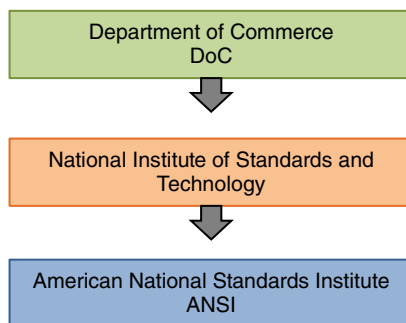 Department of Commerce
DoC
National Institute of Standards and
Technology
American National Standards Institute
ANSI